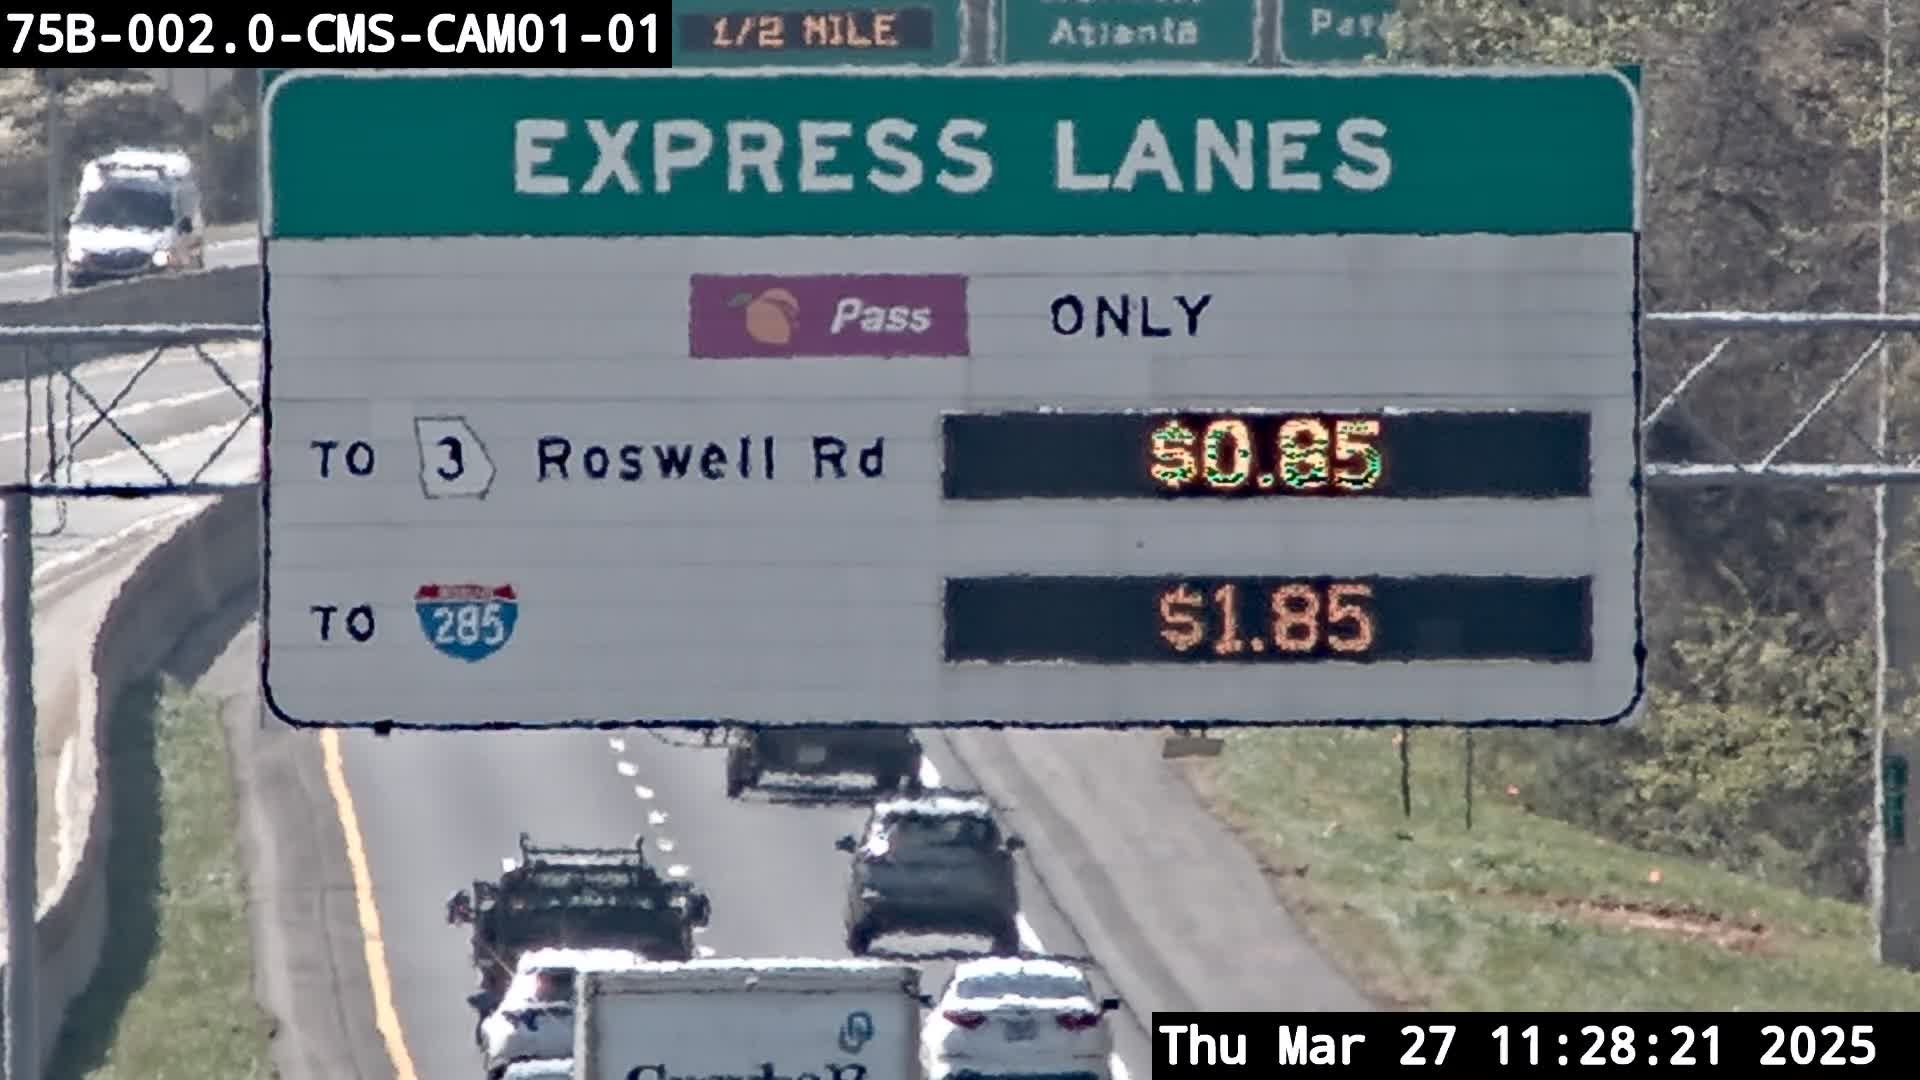 75B-002.0-CMS-CAM01-01
1/2 MILE
Atlanta
EXPRESS LANES
Pass ONLY
TO 3 Roswell Rd $0.85
TO 285 $1.85
Thu Mar 27 11:28:21 2025